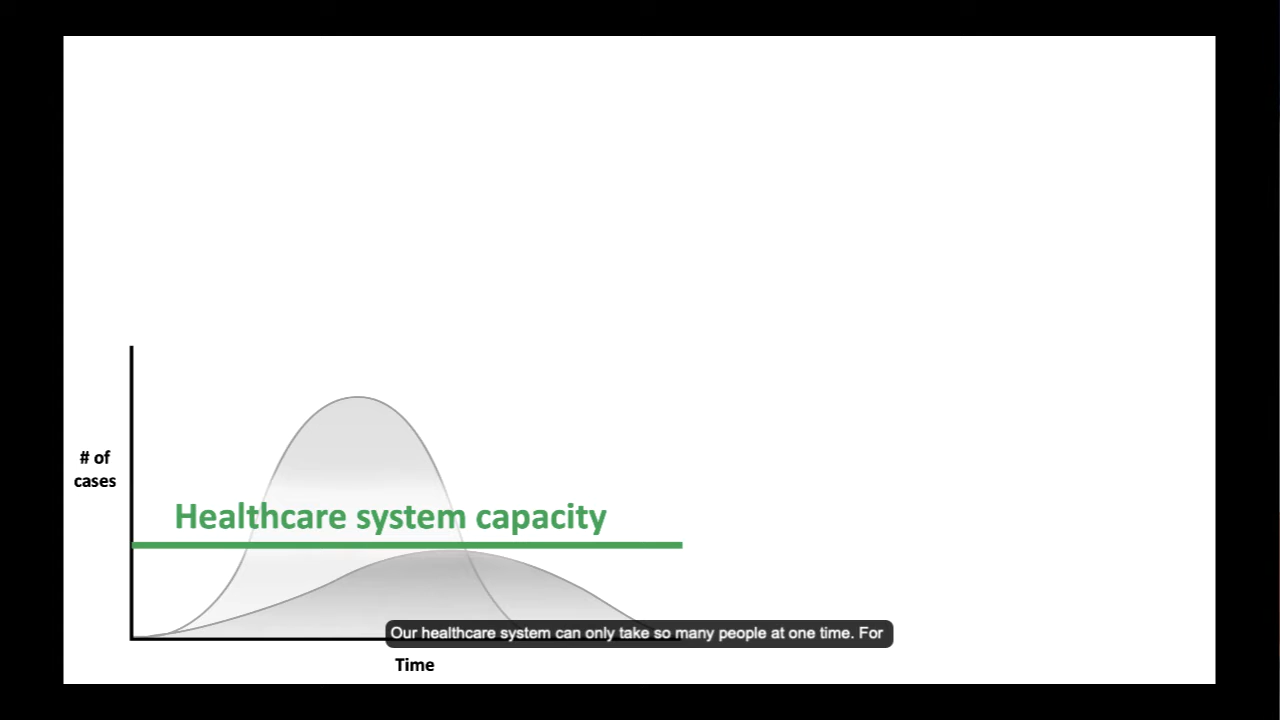 # of
cases
Healthcare system capacity
Our healthcare system can only take so many people at one time. For
Time